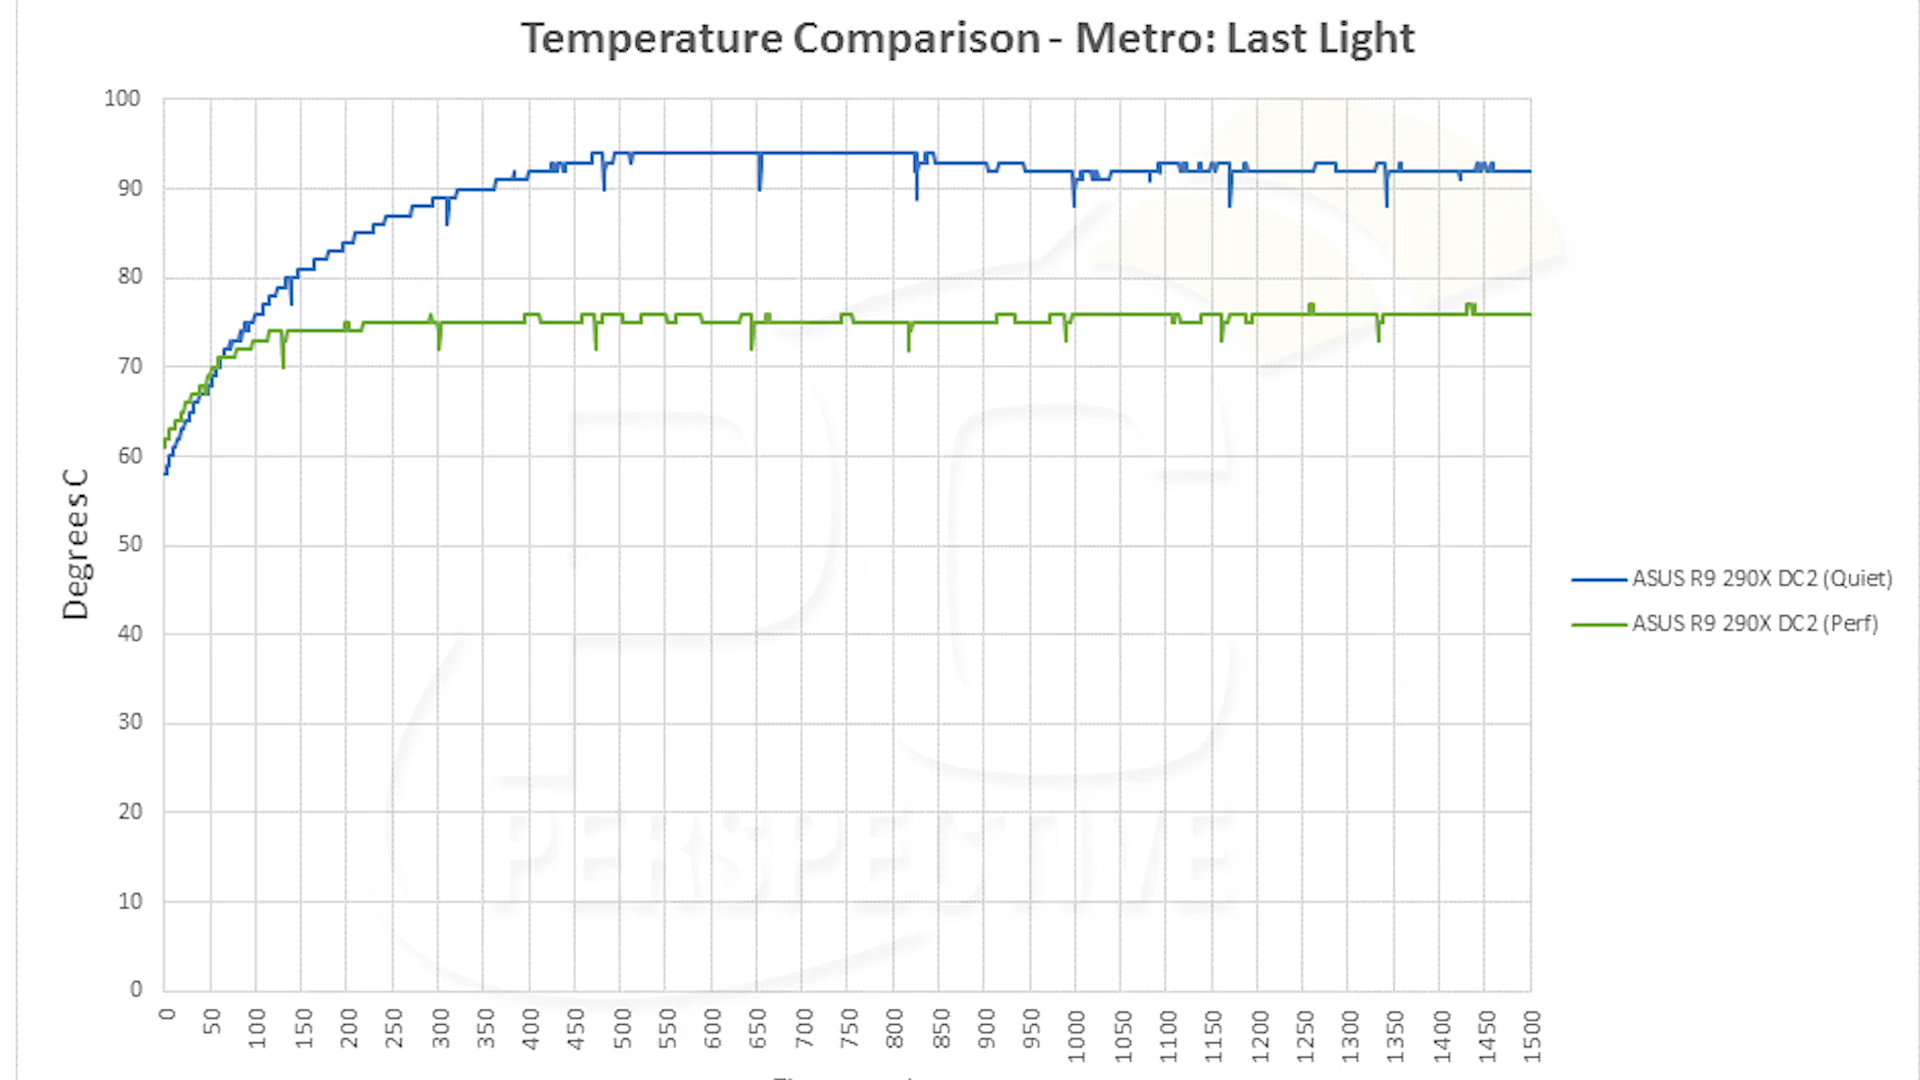 Temperature Comparison - Metro: Last Light
100
90
80
70
60
50
40
30
20
10
0
Degrees C
0 50 100 150 200 250 300 350 400 450 500 550 600 650 700 750 800 850 900 950 1000 1050 1100 1150 1200 1250 1300 1350 1400 1450 1500
ASUS R9 290X DC2 (Quiet)
ASUS R9 290X DC2 (Perf)
PC
PERSPECTIVE